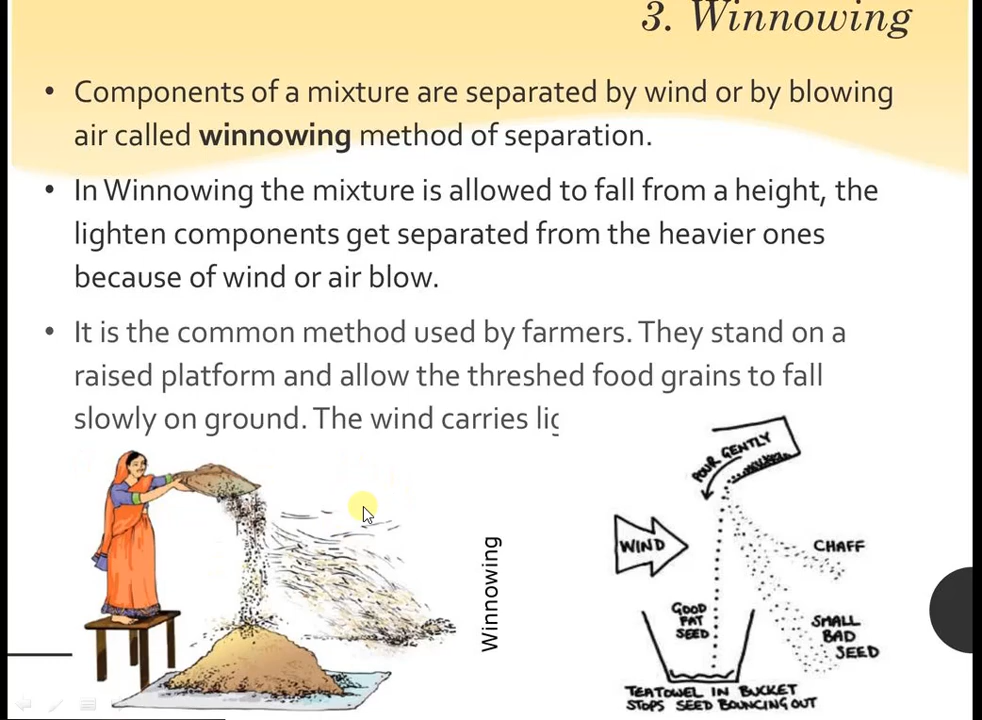 3. Winnowing
• Components of a mixture are separated by wind or by blowing
air called winnowing method of separation.
• In Winnowing the mixture is allowed to fall from a height, the
lighten components get separated from the heavier ones
because of wind or air blow.
• It is the common method used by farmers. They stand on a
raised platform and allow the threshed food grains to fall
slowly on ground. The wind carries
Winnowing
POUR GENTLY
WIND
CHAFF
GOOD
FAT
SEED
SMALL
BAD
SEED
TEATOWEL IN BUCKET
STOPS SEED BOUNCING OUT